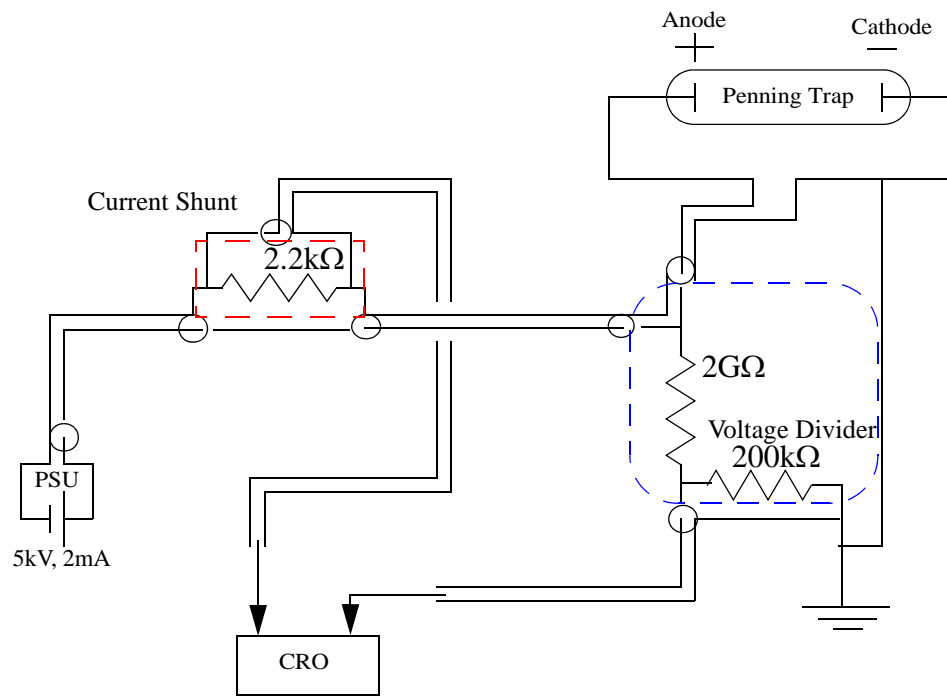 Anode
Cathode
Penning Trap
Current Shunt
2.2kΩ
2GΩ
Voltage Divider
200kΩ
PSU
5kV, 2mA
CRO